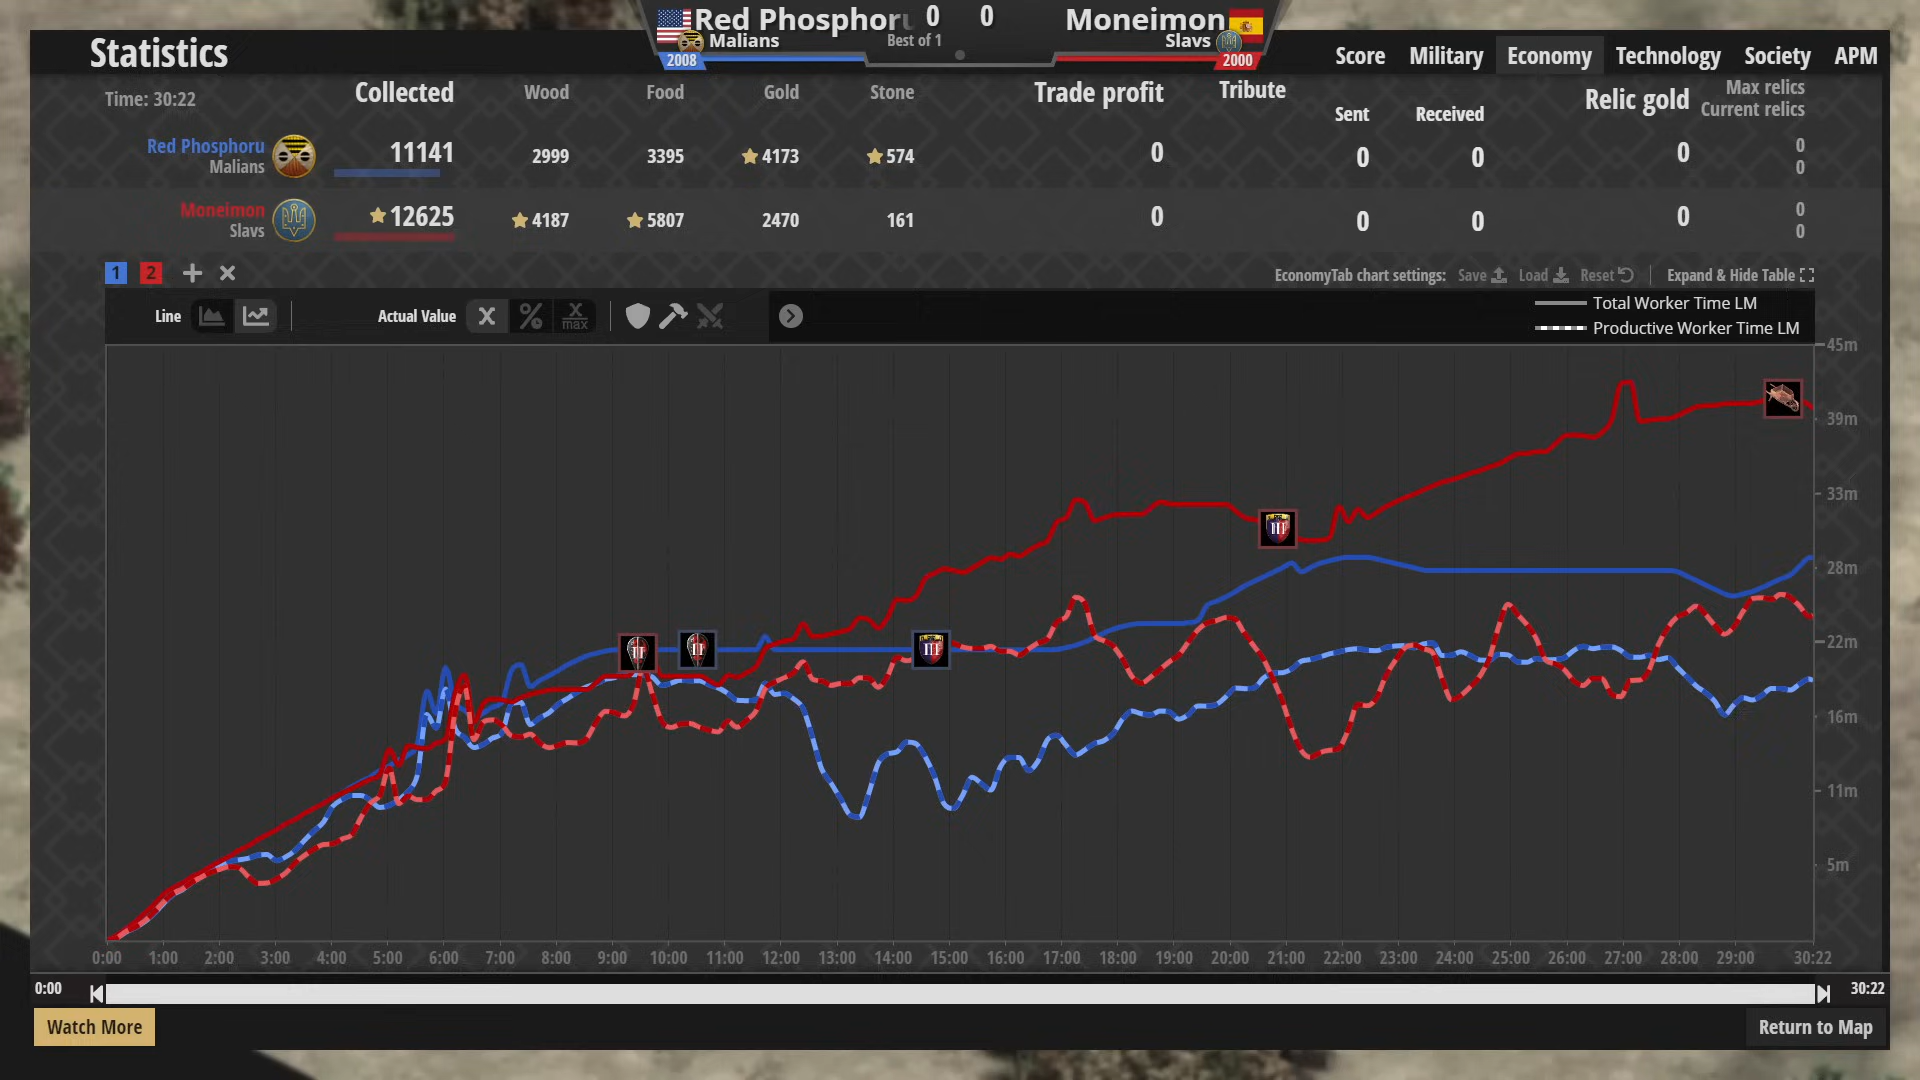 Red Phosphoru 0 0 Moneimon
Malians Best of 1 Slavs
2008 2000
Statistics
Score Military Economy Technology Society APM
Time: 30:22
Collected Wood Food Gold Stone Trade profit Tribute Sent Received Relic gold Max relics
Current relics
Red Phosphoru
Malians
11141 2999 3395 4173 574 0 0 0 0 0
0
Moneimon
Slavs
12625 4187 5807 2470 161 0 0 0 0 0
0
1 2
EconomyTab chart settings: Save Load Reset Expand & Hide Table
Line Actual Value X % X
max
Total Worker Time LM
Productive Worker Time LM
45m
39m
33m
28m
22m
16m
11m
5m
II II III III
0:00 1:00 2:00 3:00 4:00 5:00 6:00 7:00 8:00 9:00 10:00 11:00 12:00 13:00 14:00 15:00 16:00 17:00 18:00 19:00 20:00 21:00 22:00 23:00 24:00 25:00 26:00 27:00 28:00 29:00 30:22
0:00 30:22
Watch More Return to Map